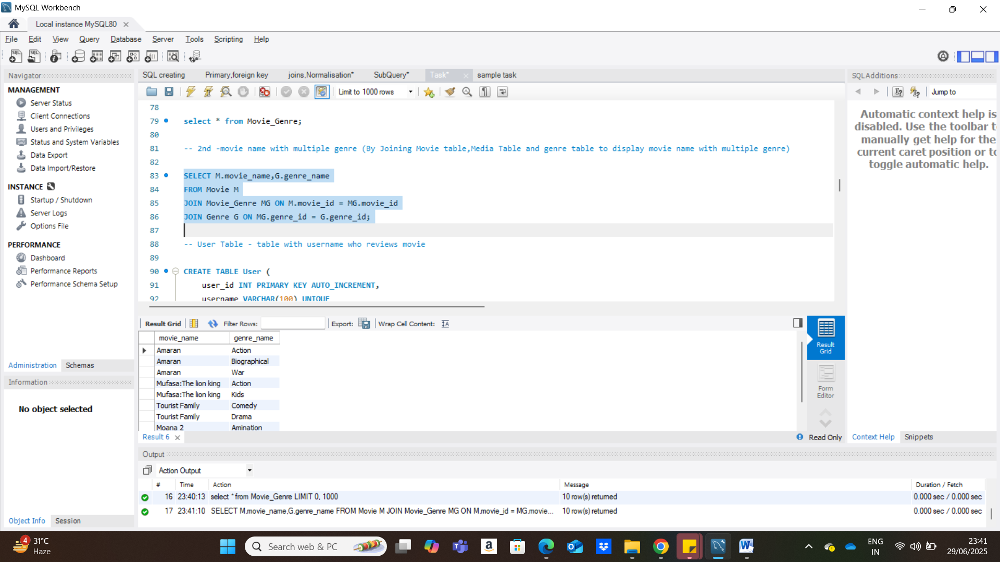 MySQL Workbench
Local instance MySQL80
File Edit View Query Database Server Tools Scripting Help
Navigator
MANAGEMENT
Server Status
Client Connections
Users and Privileges
Status and System Variables
Data Export
Data Import/Restore
INSTANCE
Startup / Shutdown
Server Logs
Options File
PERFORMANCE
Dashboard
Performance Reports
Performance Schema Setup
Administration Schemas
Information
No object selected
Object Info Session
SQL creating Primary,foreign key joins,Normalisation* SubQuery* Task* sample task
Limit to 1000 rows
78
79 select * from Movie_Genre;
80
81 -- 2nd -movie name with multiple genre (By Joining Movie table,Media Table and genre table to display movie name with multiple genre)
82
83 SELECT M.movie_name,G.genre_name
84 FROM Movie M
85 JOIN Movie_Genre MG ON M.movie_id = MG.movie_id
86 JOIN Genre G ON MG.genre_id = G.genre_id;
87
88 -- User Table - table with username who reviews movie
89
90 CREATE TABLE User (
91 user_id INT PRIMARY KEY AUTO_INCREMENT,
92 username VARCHAR(100) UNIQUE
Result Grid Filter Rows: Export: Wrap Cell Content:
movie_name genre_name
Amaran Action
Amaran Biographical
Amaran War
Mufasa:The lion king Action
Mufasa:The lion king Kids
Tourist Family Comedy
Tourist Family Drama
Moana 2 Amination
Result 6
Result
Grid
Form
Editor
Read Only
SQLAdditions
Jump to
Automatic context help is
disabled. Use the toolbar t
manually get help for the
current caret position or to
toggle automatic help.
Context Help Snippets
Output
Action Output
# Time Action Message Duration / Fetch
16 23:40:13 select * from Movie_Genre LIMIT 0, 1000 10 row(s) returned 0.000 sec / 0.000 sec
17 23:41:10 SELECT M.movie_name,G.genre_name FROM Movie M JOIN Movie_Genre MG ON M.movie_id = MG.movie... 10 row(s) returned 0.000 sec / 0.000 sec
4
31°C
Haze
Search web & PC
ENG
IN
23:41
29/06/2025